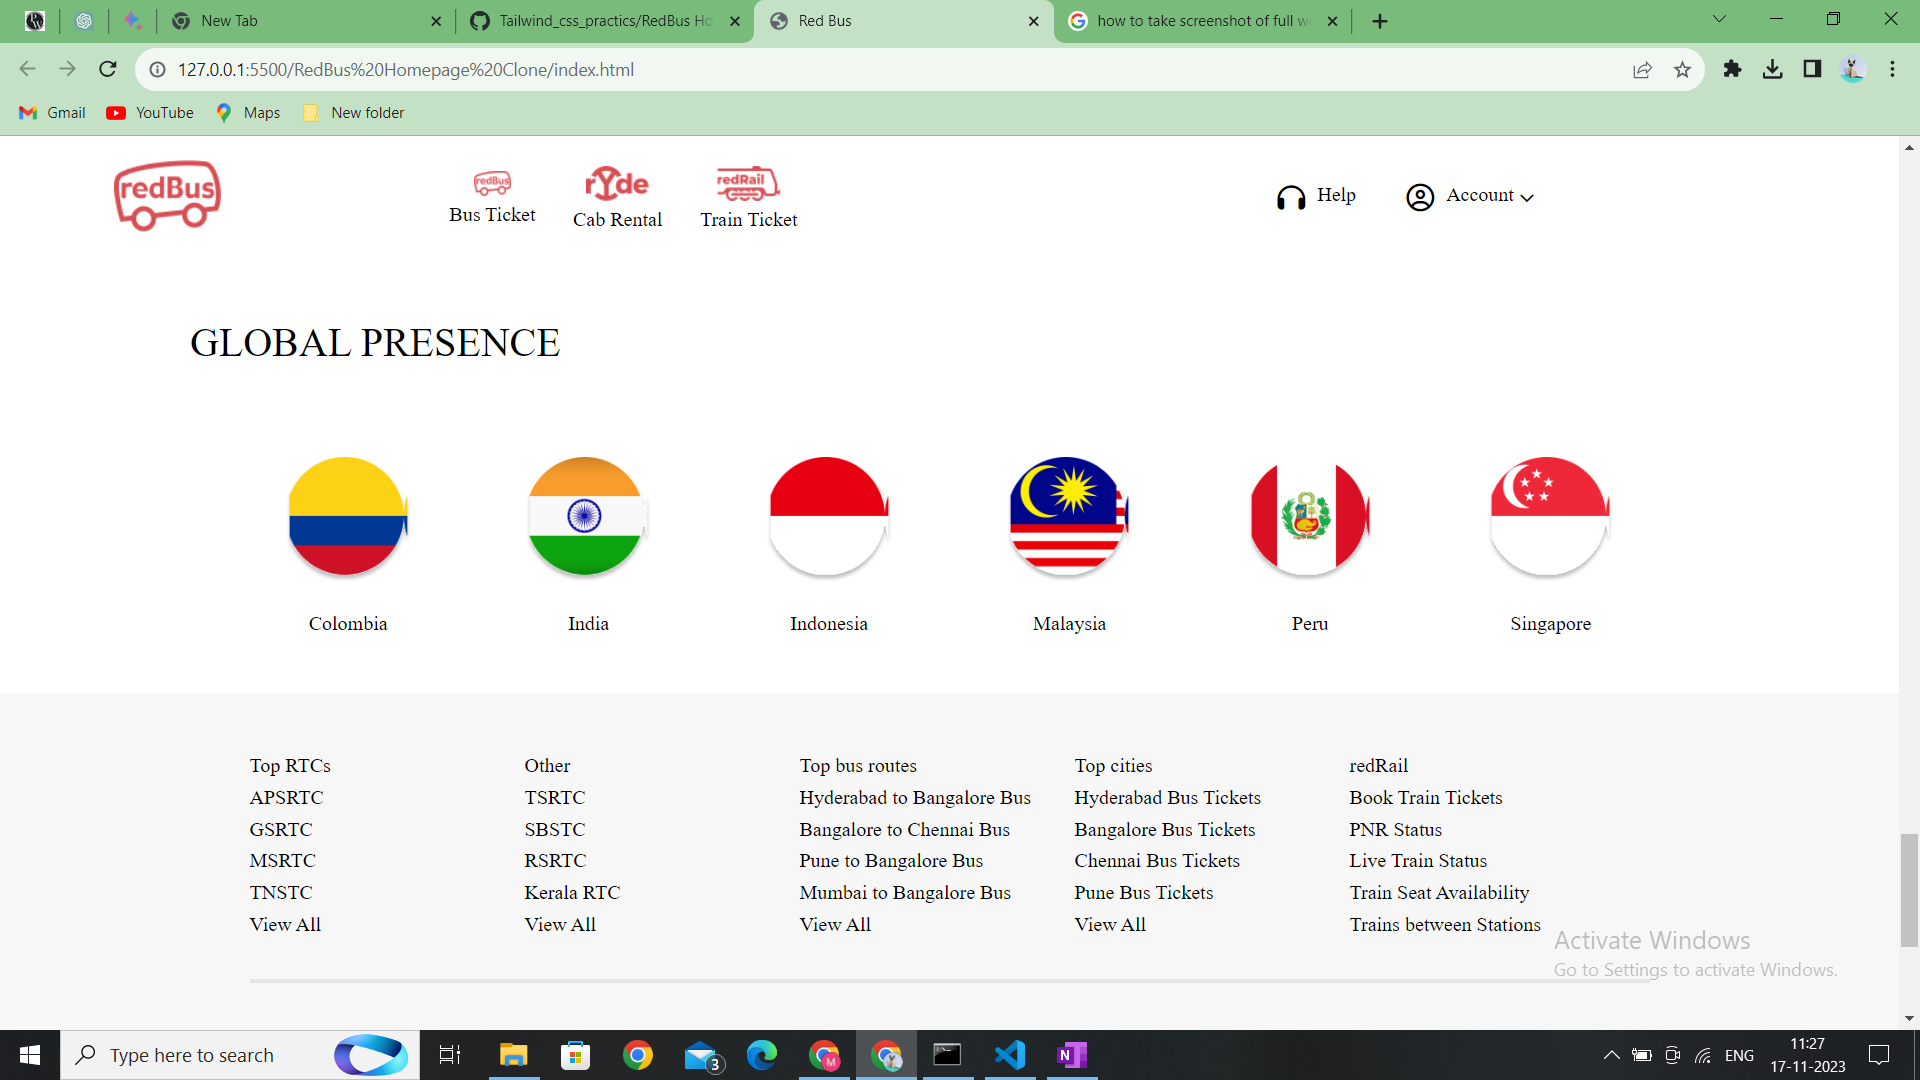 New Tab
Tailwind_css_practics/RedBus Ho
Red Bus
how to take screenshot of full w
127.0.0.1:5500/RedBus%20Homepage%20Clone/index.html
Gmail
YouTube
Maps
New folder
redBus
redBus
Bus Ticket
rYde
Cab Rental
redRail
Train Ticket
Help
Account
GLOBAL PRESENCE
Colombia
India
Indonesia
Malaysia
Peru
Singapore
Top RTCs
APSRTC
GSRTC
MSRTC
TNSTC
View All
Other
TSRTC
SBSTC
RSRTC
Kerala RTC
View All
Top bus routes
Hyderabad to Bangalore Bus
Bangalore to Chennai Bus
Pune to Bangalore Bus
Mumbai to Bangalore Bus
View All
Top cities
Hyderabad Bus Tickets
Bangalore Bus Tickets
Chennai Bus Tickets
Pune Bus Tickets
View All
redRail
Book Train Tickets
PNR Status
Live Train Status
Train Seat Availability
Trains between Stations
Activate Windows
Go to Settings to activate Windows.
Type here to search
3
M
N
ENG
11:27
17-11-2023